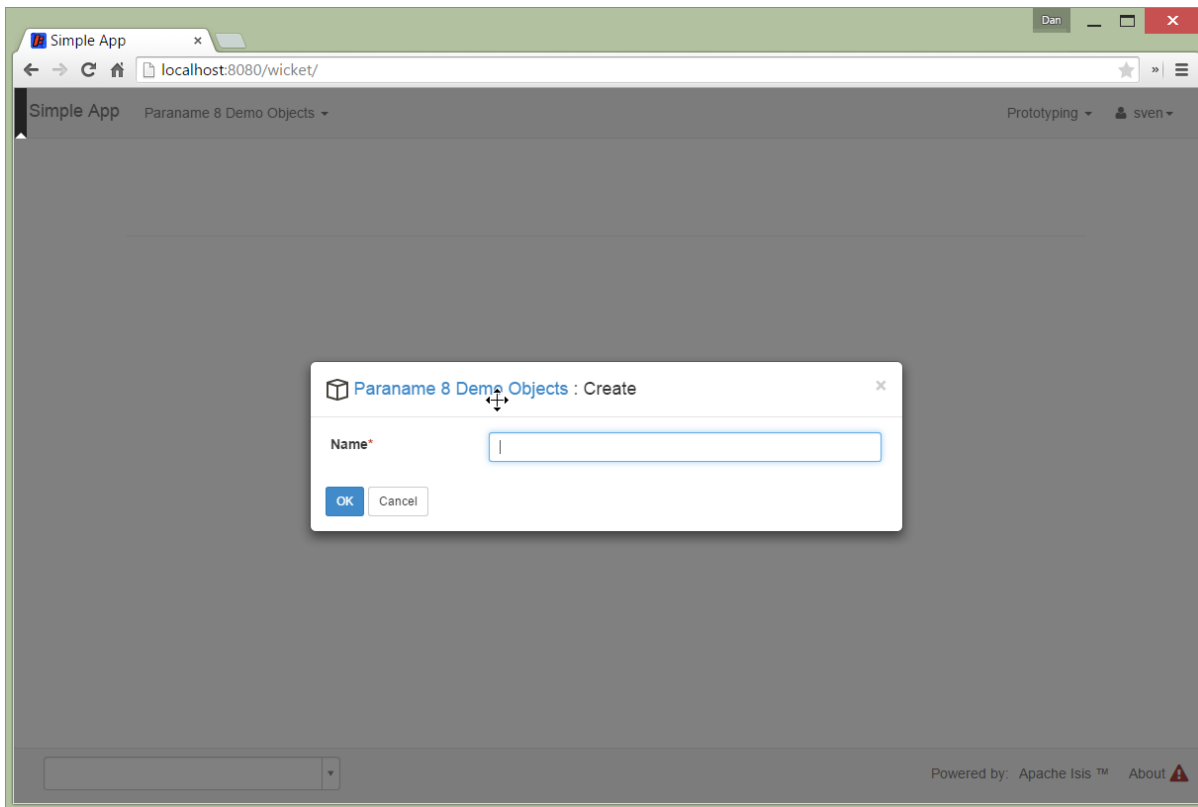 Dan
Simple App
localhost:8080/wicket/
Simple App Paraname 8 Demo Objects Prototyping sven
Paraname 8 Demo Objects : Create
Name*
OK Cancel
Powered by: Apache Isis ™ About